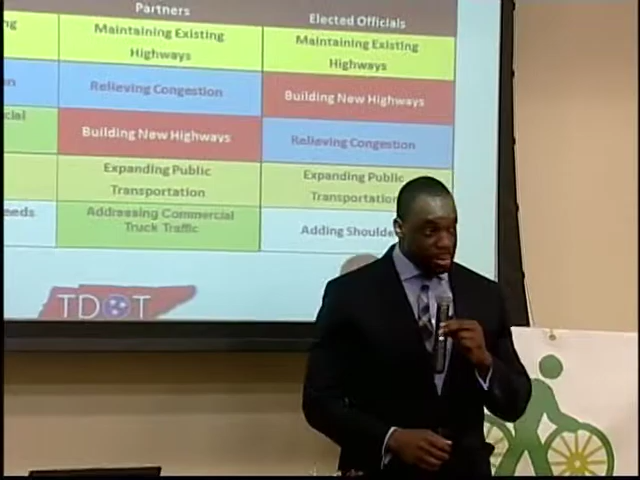 Partners
Elected Officials
Maintaining Existing
Highways
Maintaining Existing
Highways
Relieving Congestion
Building New Highways
Building New Highways
Relieving Congestion
Expanding Public
Transportation
Expanding Public
Transportation
Addressing Commercial
Truck Traffic
TDOT